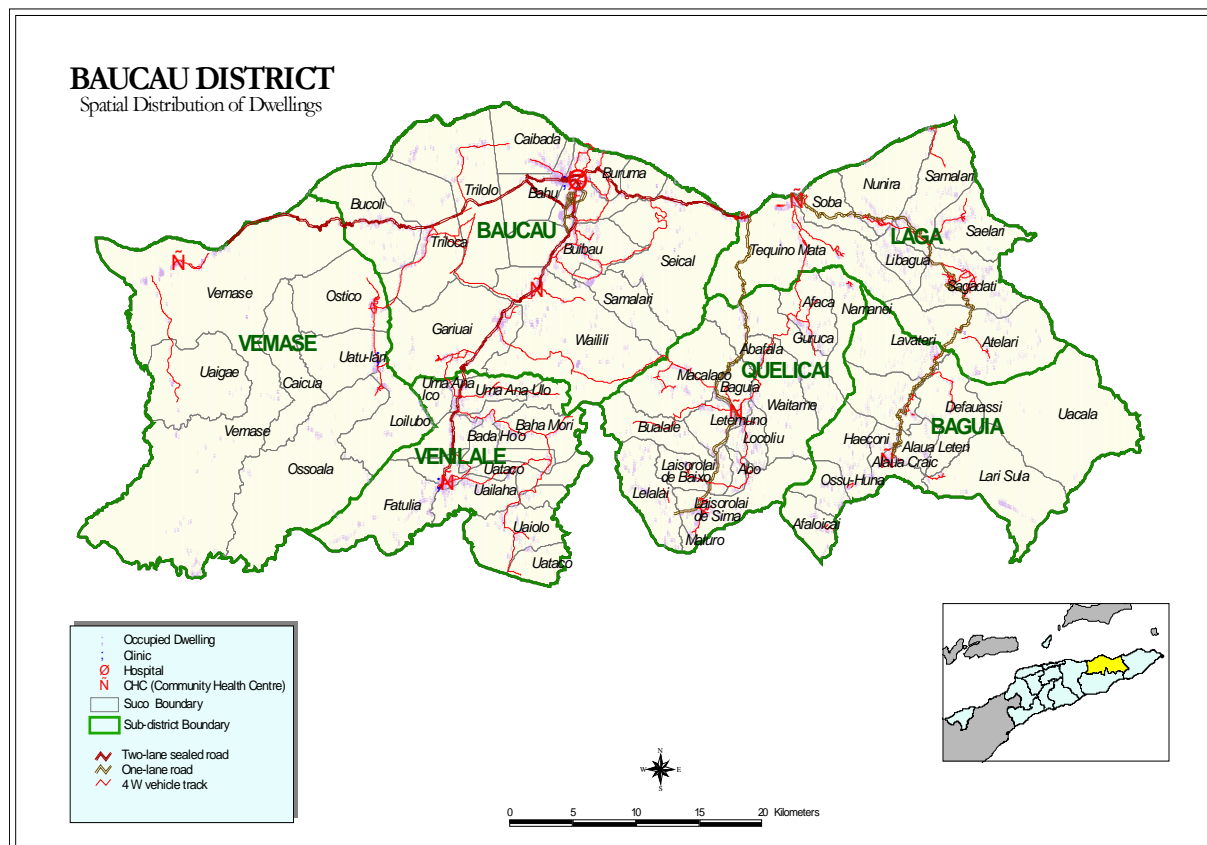 BAUCAU DISTRICT
Spatial Distribution of Dwellings
Caibada
Buruma
Bahu
Trilolo
Bucoli
Nunira
Samalari
Soba
BAUCAU
Triloca
Buibau
LAGA
Saelari
Tequino Mata
Libagua
Seical
Ñ
Ñ
Vemase
Ostico
Ñ
Samalari
Sagadati
Afaca
Namanei
Gariuai
Wailili
Guruca
VEMASE
Uatu-lari
Abafala
Lavateri
Atelari
Uaigae
Caicua
QUELICAI
Macalaco
Baguia
Uma Ana
Ico
Uma Ana-Ulo
Waitame
Defauassi
Uacala
Loilubo
Ñ
Letemuno
BAGUIA
Vemase
Baha Mori
Bualale
Bada Ho'o
Locoliu
Haeconi
Alaua Leten
VENILALE
Ñ
Alaua Craic
Ossoala
Uataco
Laisorolai
de Baixo
Abo
Ossu-Huna
Lari Sula
Ñ
Uailaha
Lelalai
Fatulia
Laisorolai
de Sima
Uaiolo
Afaloicai
Maluro
Uataco
Occupied Dwelling
Clinic
Ø Hospital
Ñ CHC (Community Health Centre)
Suco Boundary
Sub-district Boundary
Two-lane sealed road
One-lane road
4 W vehicle track
N
W E
S
0 5 10 15 20 Kilometers